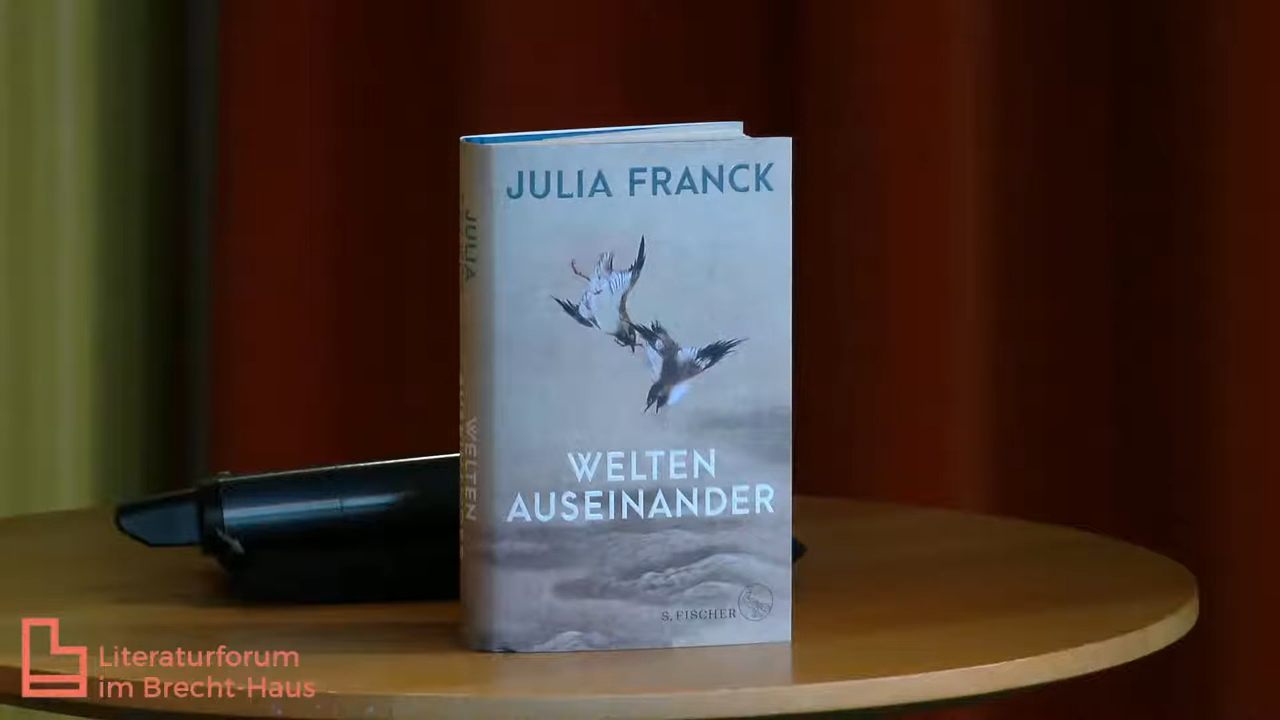 JULIA FRANCK
WELTEN
AUSEINANDER
S. FISCHER
JULIA
WELTEN
Literaturforum
im Brecht-Haus